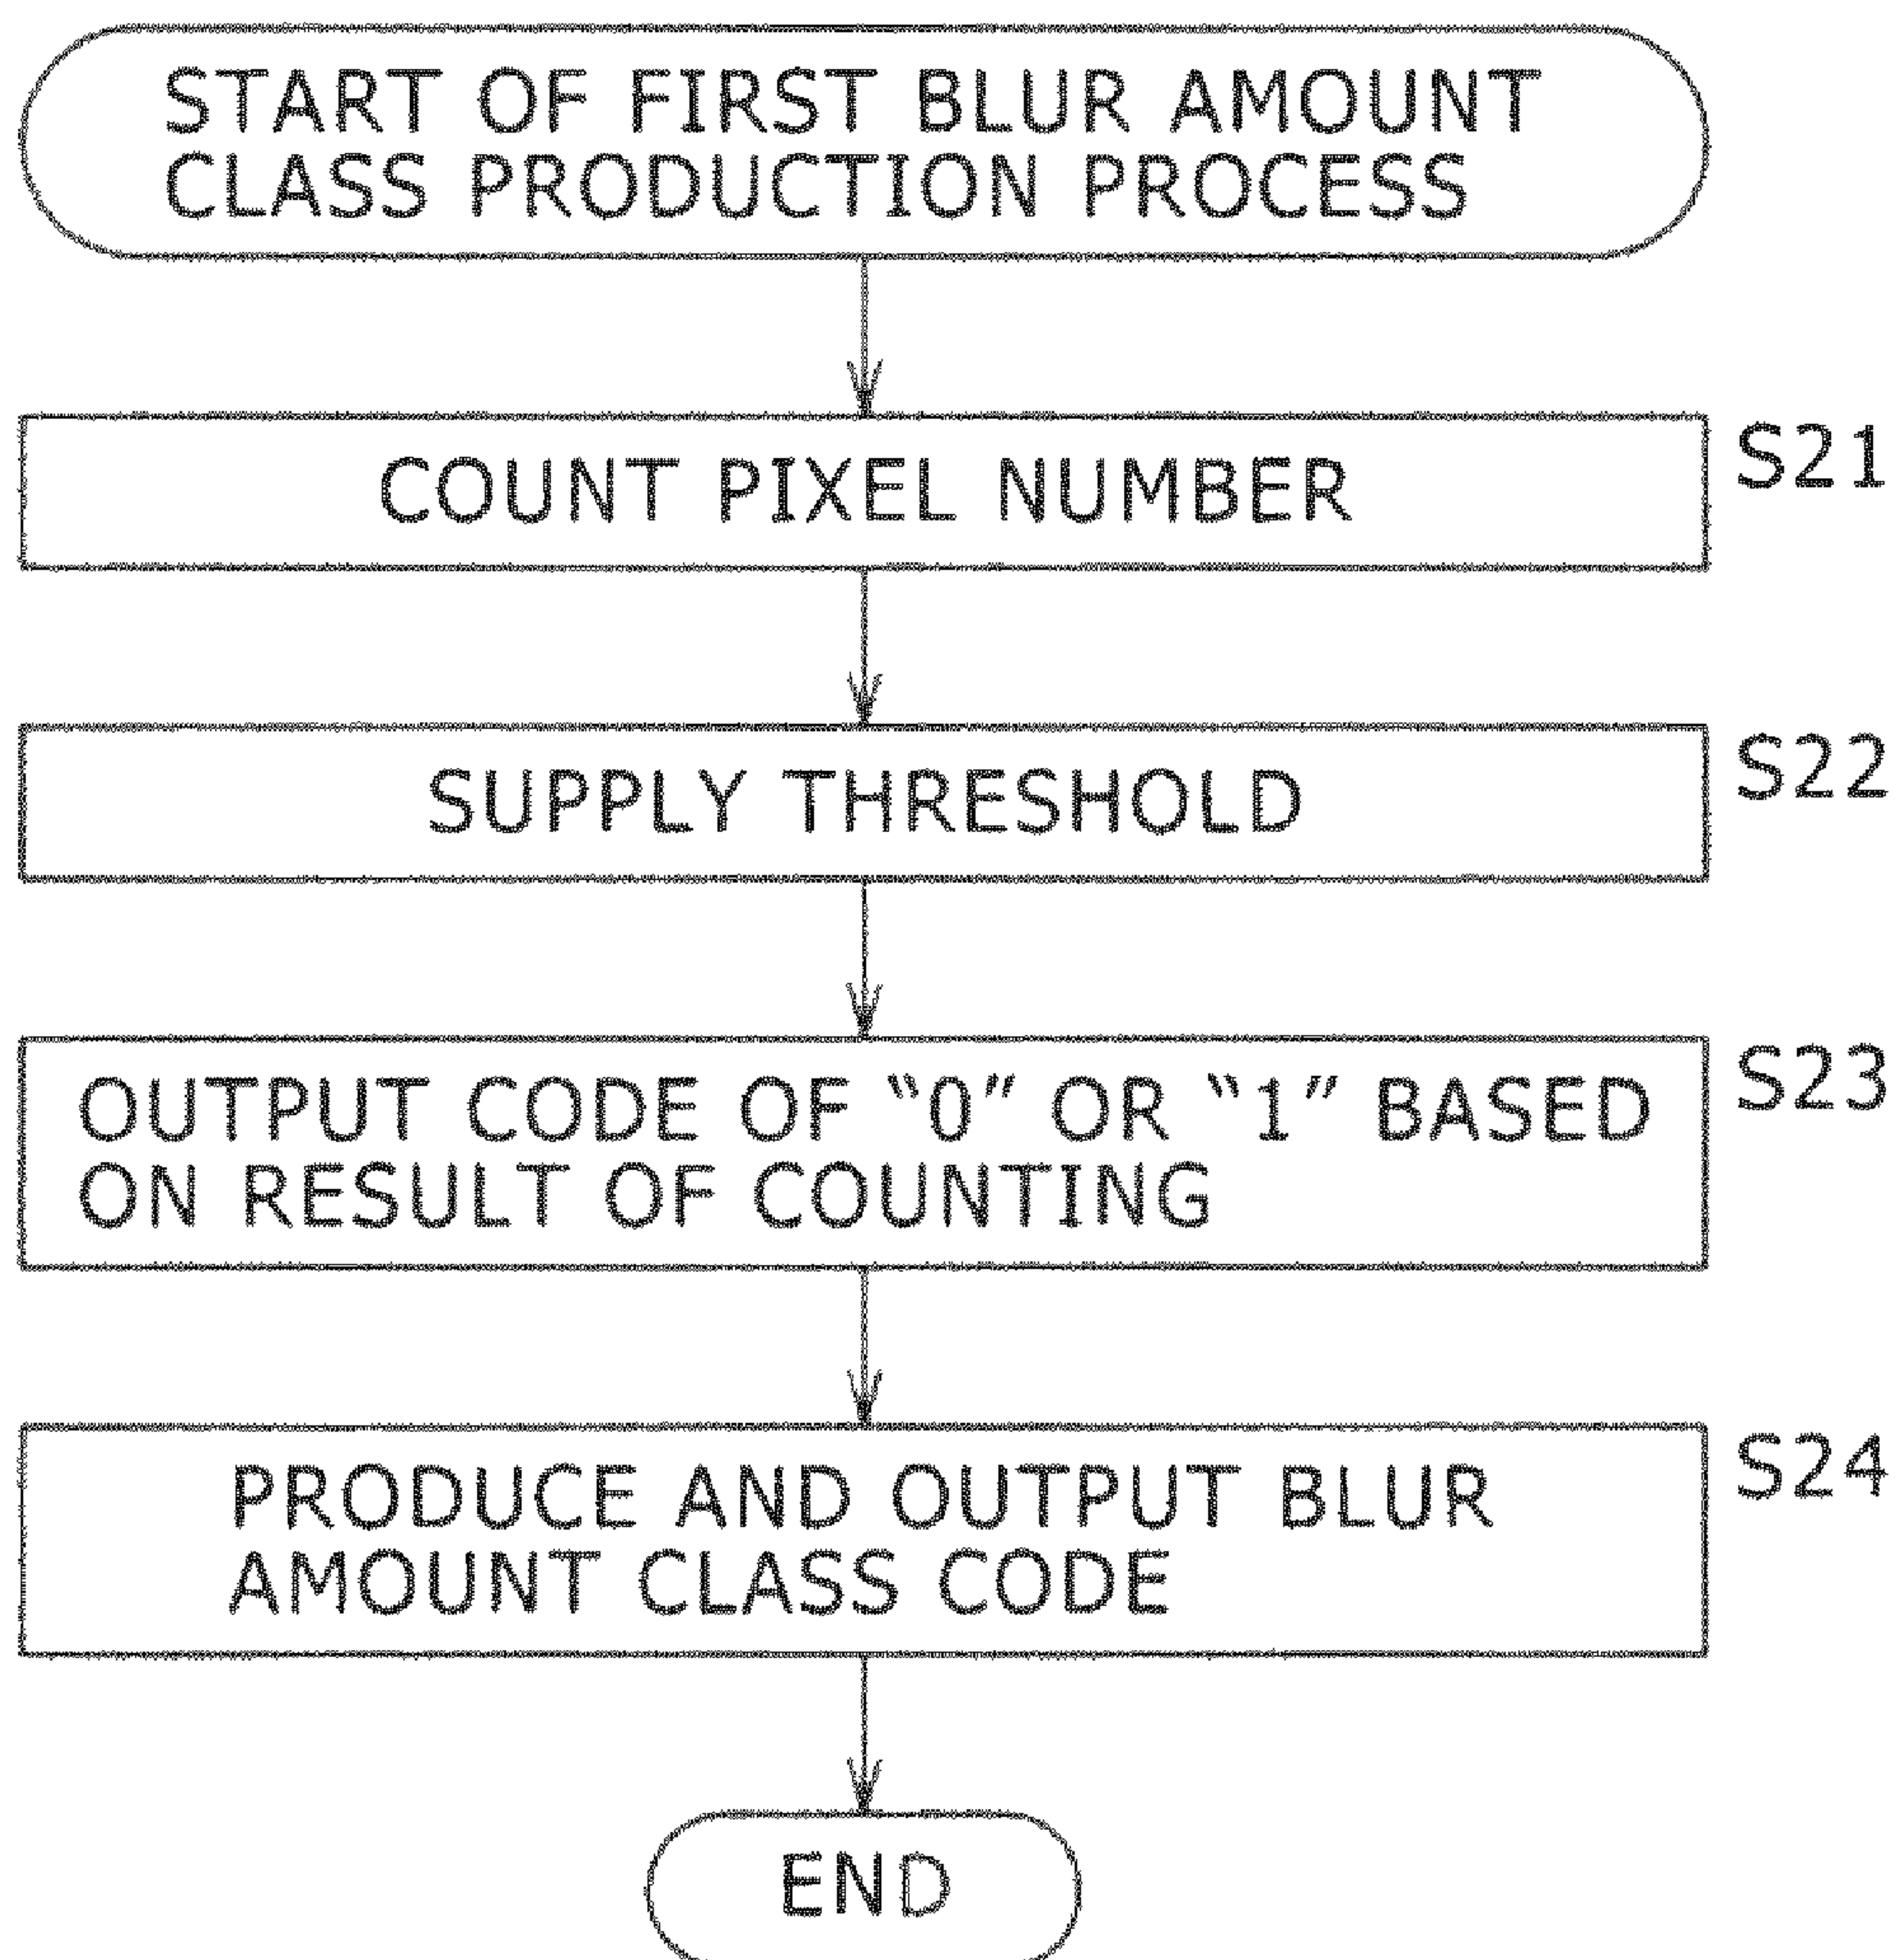 START OF FIRST BLUR AMOUNT
CLASS PRODUCTION PROCESS
COUNT PIXEL NUMBER
S21
SUPPLY THRESHOLD
S22
OUTPUT CODE OF “0” OR “1” BASED
ON RESULT OF COUNTING
S23
PRODUCE AND OUTPUT BLUR
AMOUNT CLASS CODE
S24
END